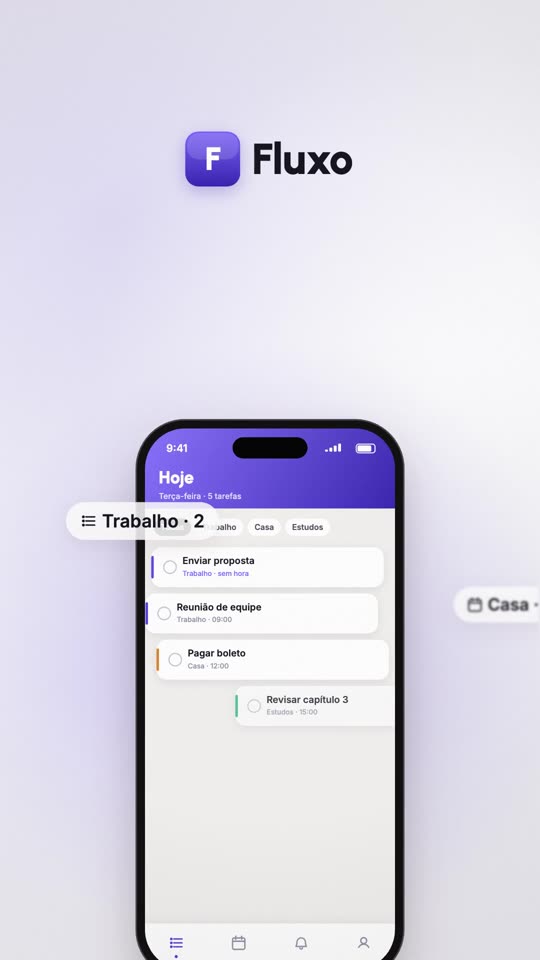 F Fluxo
9:41
Hoje
Terça-feira · 5 tarefas
Trabalho · 2
Casa
Estudos
Enviar proposta
Trabalho · sem hora
Casa ·
Reunião de equipe
Trabalho · 09:00
Pagar boleto
Casa · 12:00
Revisar capítulo 3
Estudos · 15:00